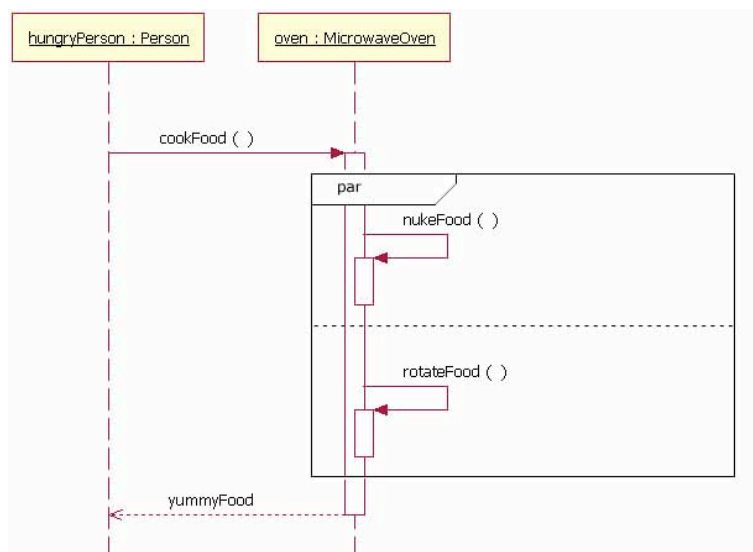 hungryPerson : Person
oven : MicrowaveOven
cookFood ( )
par
nukeFood ( )
rotateFood ( )
yummyFood